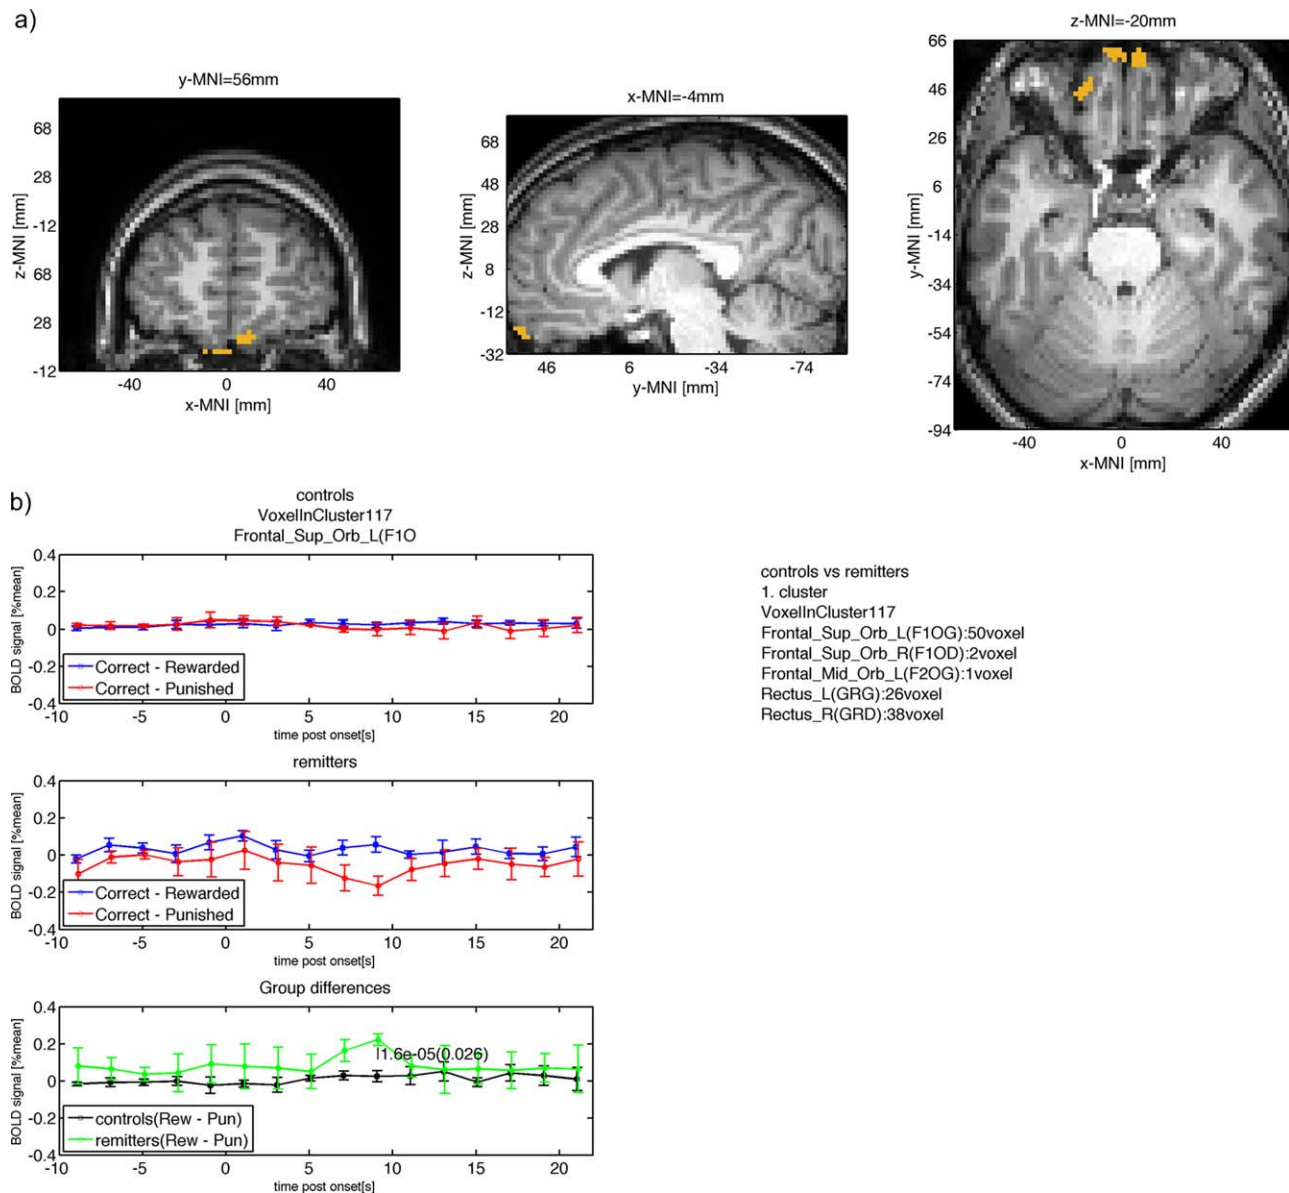 a)
y-MNI=56mm
68
28
-12
68
28
-12
z-MNI [mm]
-40 0 40
x-MNI [mm]
x-MNI=-4mm
68
48
28
8
-12
-32
z-MNI [mm]
46 6 -34 -74
y-MNI [mm]
z-MNI=-20mm
66
46
26
6
-14
-34
-54
-74
-94
y-MNI [mm]
-40 0 40
x-MNI [mm]
b)
controls
VoxelInCluster117
Frontal_Sup_Orb_L(F1O
0.4
0.2
0
-0.2
-0.4
BOLD signal [%mean]
Correct - Rewarded
Correct - Punished
-10 -5 0 5 10 15 20
time post onset[s]
remitters
0.4
0.2
0
-0.2
-0.4
BOLD signal [%mean]
Correct - Rewarded
Correct - Punished
-10 -5 0 5 10 15 20
time post onset[s]
Group differences
0.4
0.2
0
0.2
0.4
BOLD signal [%mean]
l1.6e-05(0.026)
controls(Rew - Pun)
remitters(Rew - Pun)
-10 -5 0 5 10 15 20
time post onset[s]
controls vs remitters
1. cluster
VoxelInCluster117
Frontal_Sup_Orb_L(F1OG):50voxel
Frontal_Sup_Orb_R(F1OD):2voxel
Frontal_Mid_Orb_L(F2OG):1voxel
Rectus_L(GRG):26voxel
Rectus_R(GRD):38voxel